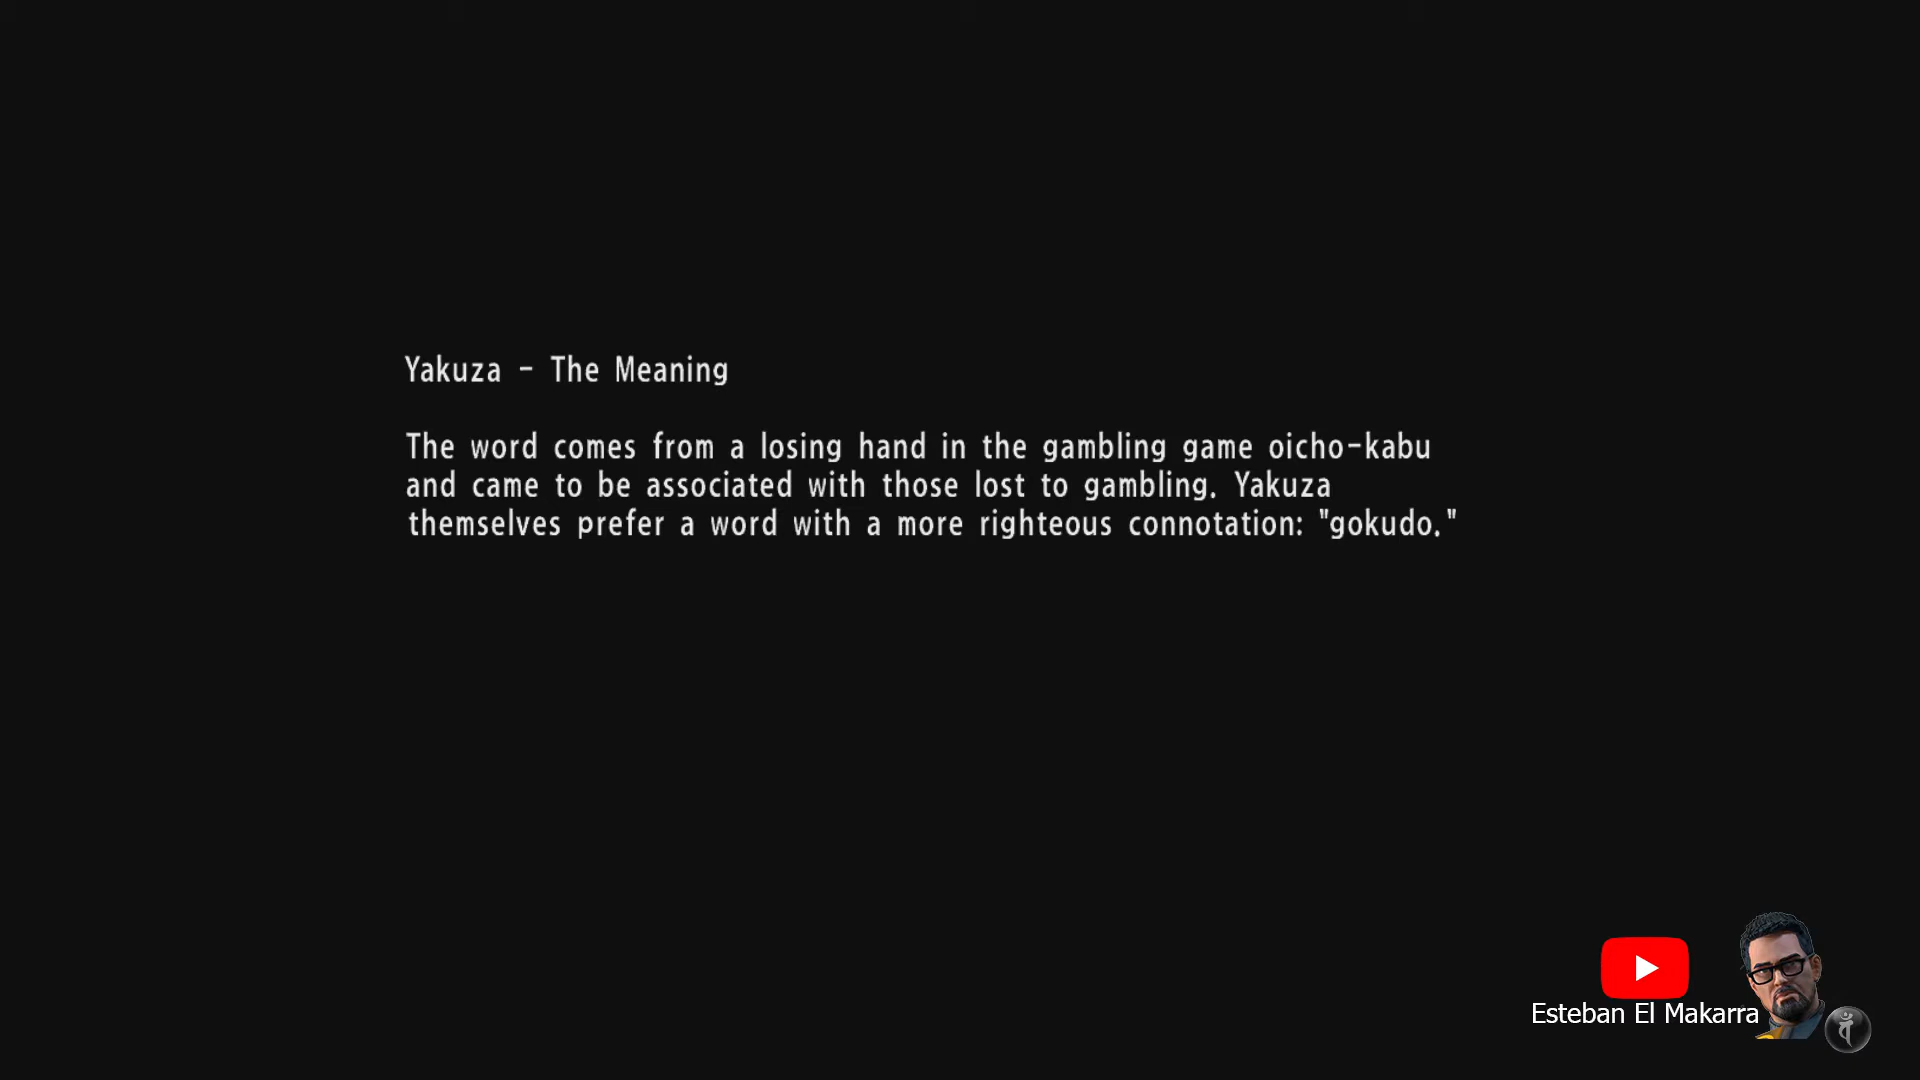 Yakuza - The Meaning
The word comes from a losing hand in the gambling game oicho-kabu
and came to be associated with those lost to gambling. Yakuza
themselves prefer a word with a more righteous connotation: "gokudo."
Esteban El Makarra